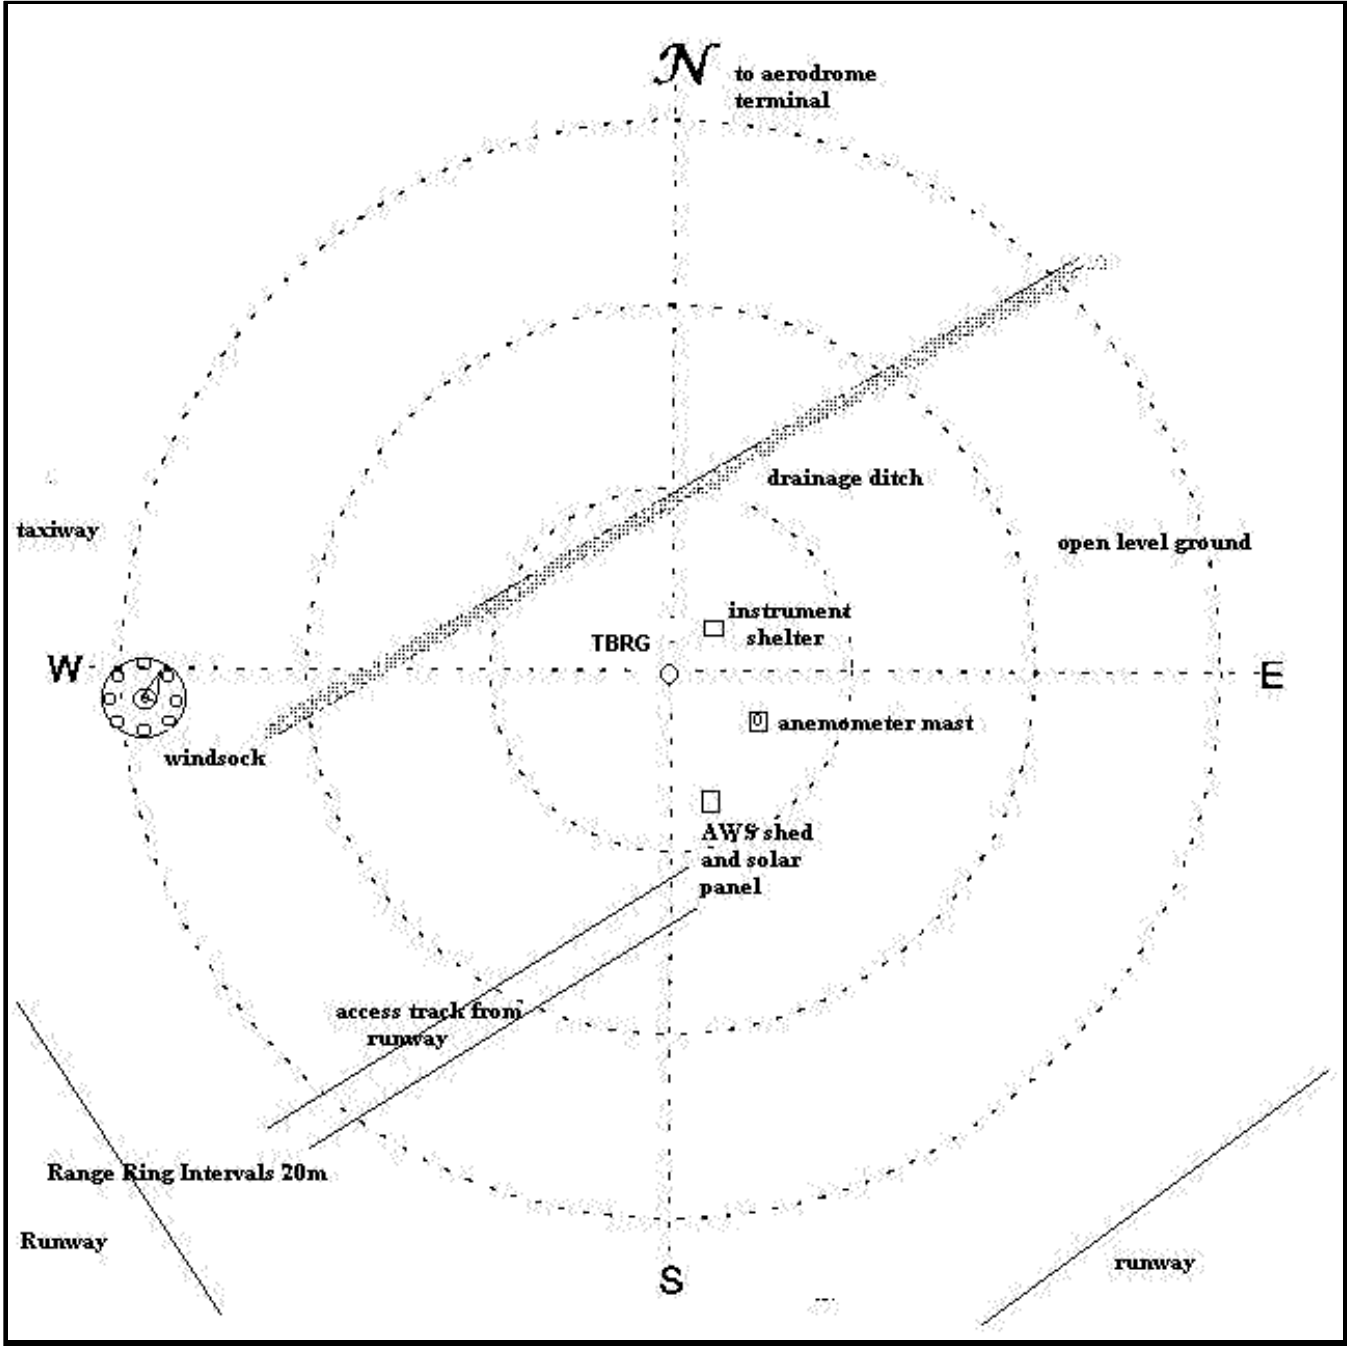 N
to aerodrome
terminal
drainage ditch
taxiway
open level ground
instrument
shelter
TBRG
W
E
anemometer mast
windsock
AWS shed
and solar
panel
access track from
runway
Range Ring Intervals 20m
Runway
runway
S